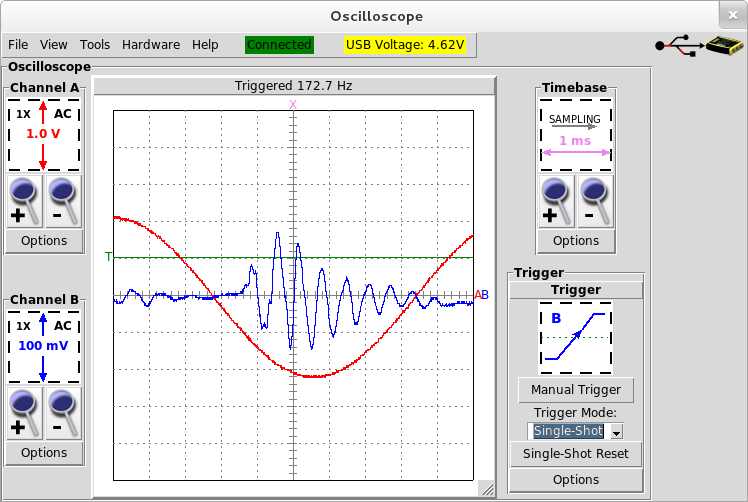 Oscilloscope
File View Tools Hardware Help Connected USB Voltage: 4.62V
Oscilloscope
Channel A
1X AC
1.0 V
+ -
Options
Channel B
1X AC
100 mV
+ -
Options
Triggered 172.7 Hz
X
T
AB
Timebase
SAMPLING
1 ms
+ -
Options
Trigger
Trigger
B
Manual Trigger
Trigger Mode:
Single-Shot
Single-Shot Reset
Options